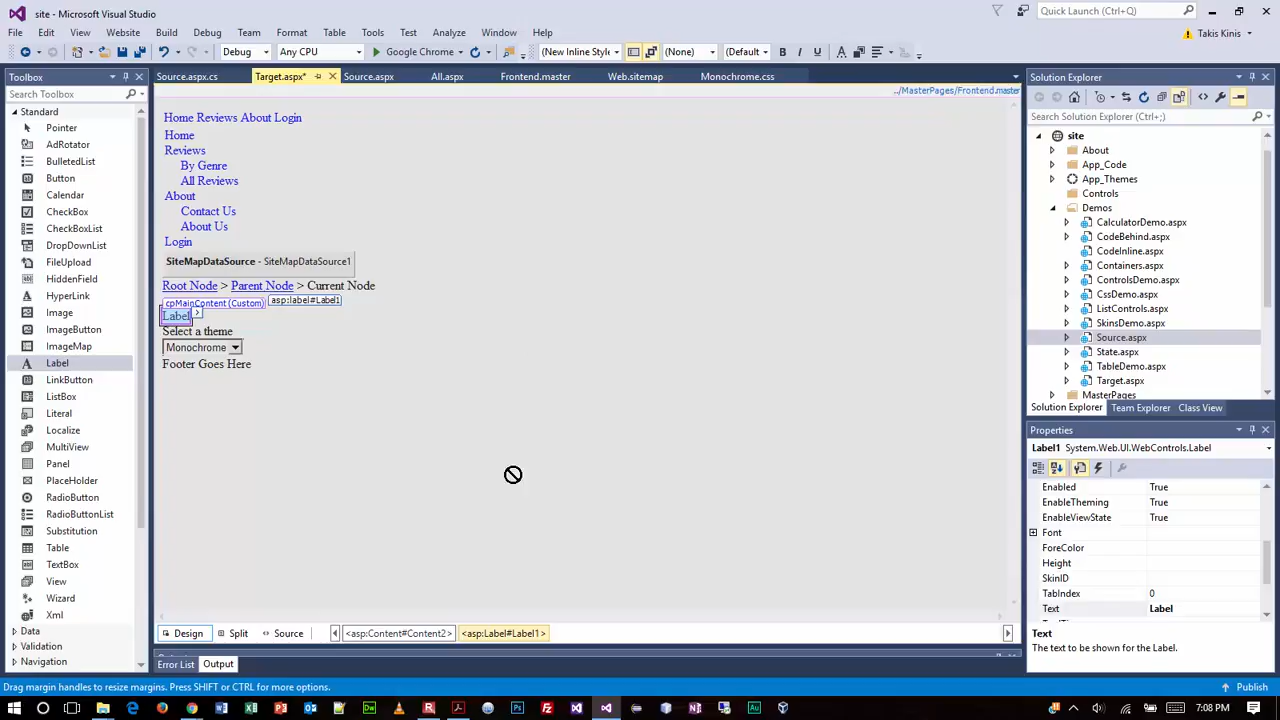 site - Microsoft Visual Studio
Quick Launch (Ctrl+Q)
File Edit View Website Build Debug Team Format Table Tools Test Analyze Window Help
Takis Kinis
Debug Any CPU Google Chrome (New Inline Style) (None) (Default) B I U A
Toolbox
Source.aspx.cs Target.aspx* Source.aspx All.aspx Frontend.master Web.sitemap Monochrome.css
Solution Explorer
Search Toolbox
../MasterPages/Frontend.master
Standard
Pointer
AdRotator
BulletedList
Button
Calendar
CheckBox
CheckBoxList
DropDownList
FileUpload
HiddenField
HyperLink
Image
ImageButton
ImageMap
Label
LinkButton
ListBox
Literal
Localize
MultiView
Panel
PlaceHolder
RadioButton
RadioButtonList
Substitution
Table
TextBox
View
Wizard
Xml
Data
Validation
Navigation
Home Reviews About Login
Home
Reviews
By Genre
All Reviews
About
Contact Us
About Us
Login
SiteMapDataSource - SiteMapDataSource1
Root Node > Parent Node > Current Node
cpMainContent (Custom) asp:label#Label1
Label
Select a theme
Monochrome
Footer Goes Here
Design Split Source <asp:Content#Content2> <asp:Label#Label1>
Error List Output
Search Solution Explorer (Ctrl+;)
site
About
App_Code
App_Themes
Controls
Demos
CalculatorDemo.aspx
CodeBehind.aspx
CodeInline.aspx
Containers.aspx
ControlsDemo.aspx
CssDemo.aspx
ListControls.aspx
SkinsDemo.aspx
Source.aspx
State.aspx
TableDemo.aspx
Target.aspx
MasterPages
Solution Explorer Team Explorer Class View
Properties
Label1 System.Web.UI.WebControls.Label
Enabled True
EnableTheming True
EnableViewState True
Font
ForeColor
Height
SkinID
TabIndex 0
Text Label
Text
The text to be shown for the Label.
Drag margin handles to resize margins. Press SHIFT or CTRL for more options.
Publish
7:08 PM